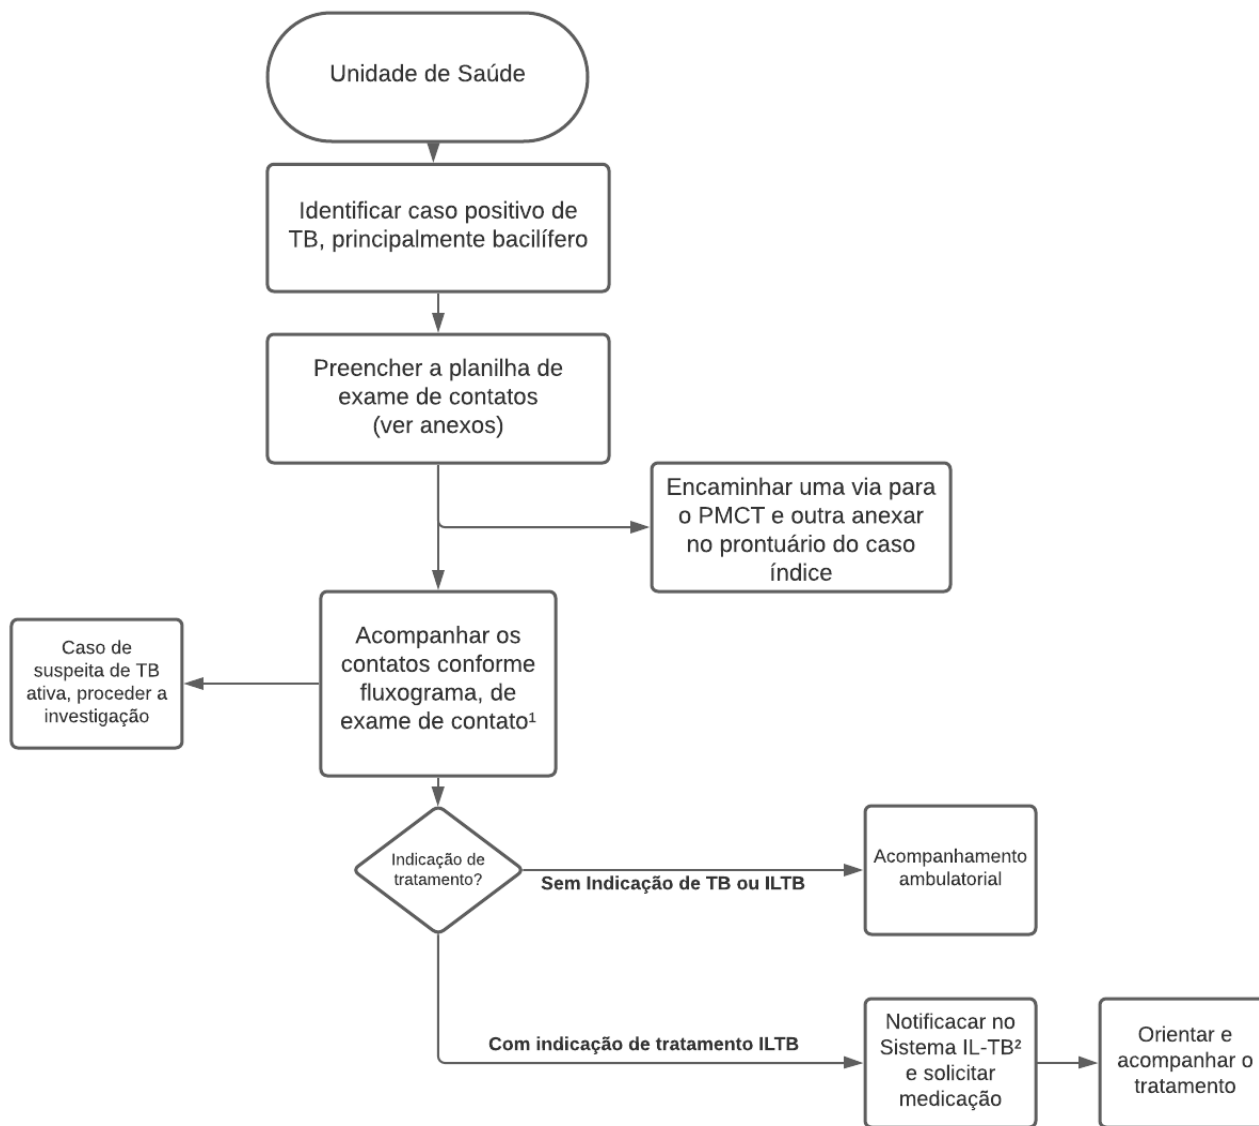 Unidade de Saúde
Identificar caso positivo de
TB, principalmente bacilífero
Preencher a planilha de
exame de contatos
(ver anexos)
Encaminhar uma via para
o PMCT e outra anexar
no prontuário do caso
índice
Acompanhar os
contatos conforme
fluxograma, de
exame de contato¹
Caso de
suspeita de TB
ativa, proceder a
investigação
Indicação de
tratamento?
Sem Indicação de TB ou ILTB
Acompanhamento
ambulatorial
Com indicação de tratamento ILTB
Notificacar no
Sistema IL-TB²
e solicitar
medicação
Orientar e
acompanhar o
tratamento